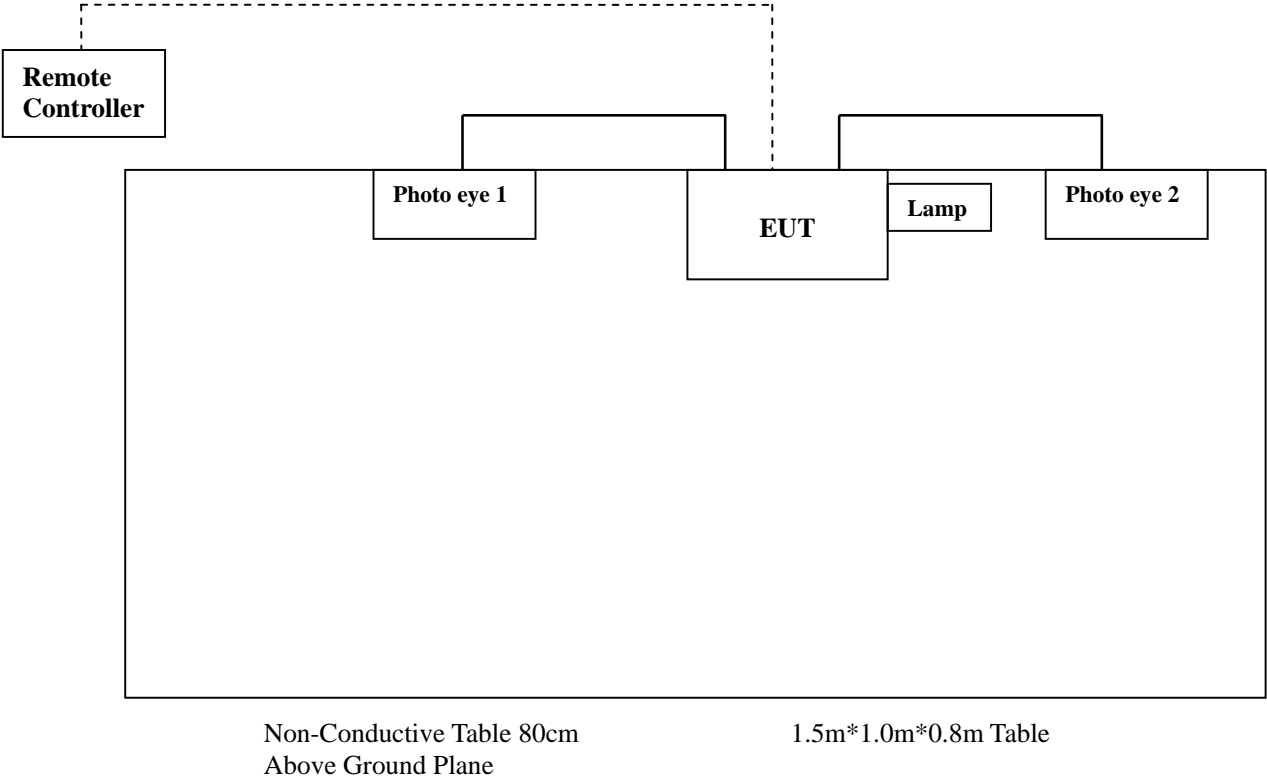 Remote
Controller
Photo eye 1
EUT
Lamp
Photo eye 2
Non-Conductive Table 80cm
Above Ground Plane
1.5m*1.0m*0.8m Table